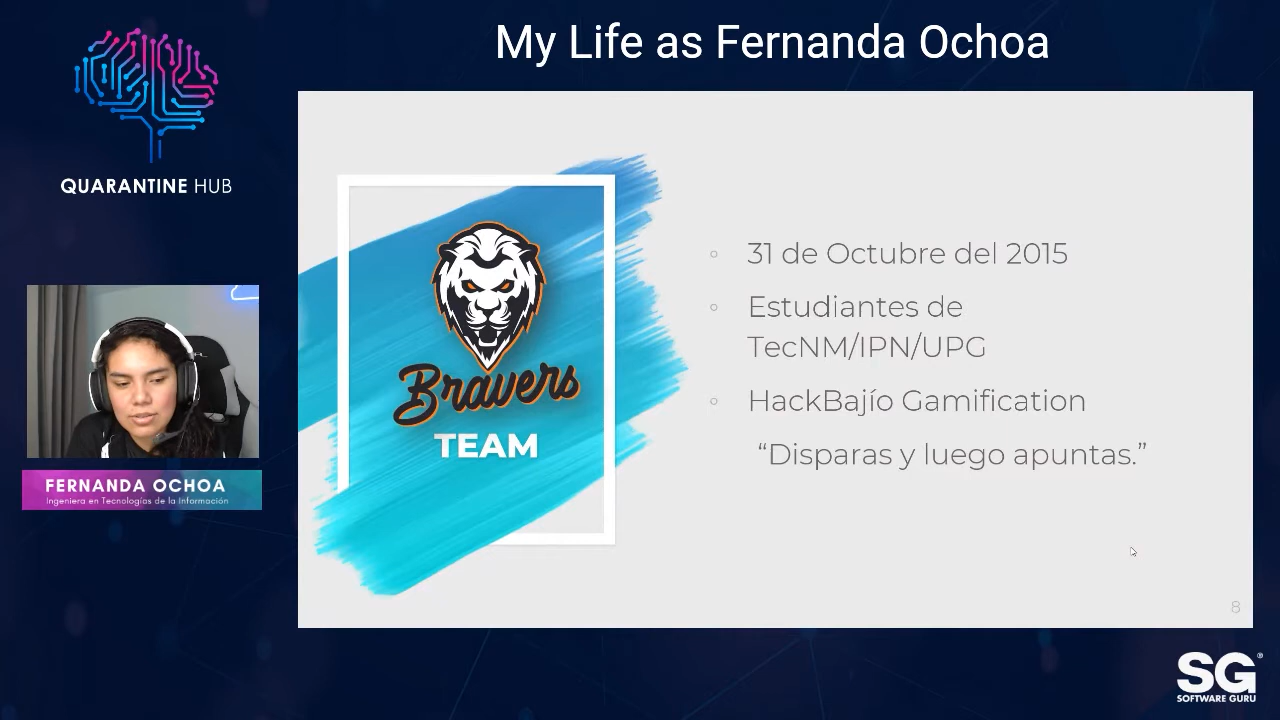 My Life as Fernanda Ochoa
QUARANTINE HUB
FERNANDA OCHOA
Ingeniera en Tecnologías de la Información
Bravers
TEAM
31 de Octubre del 2015
Estudiantes de
TecNM/IPN/UPG
HackBajío Gamification
“Disparas y luego apuntas.”
8
SG®
SOFTWARE GURU